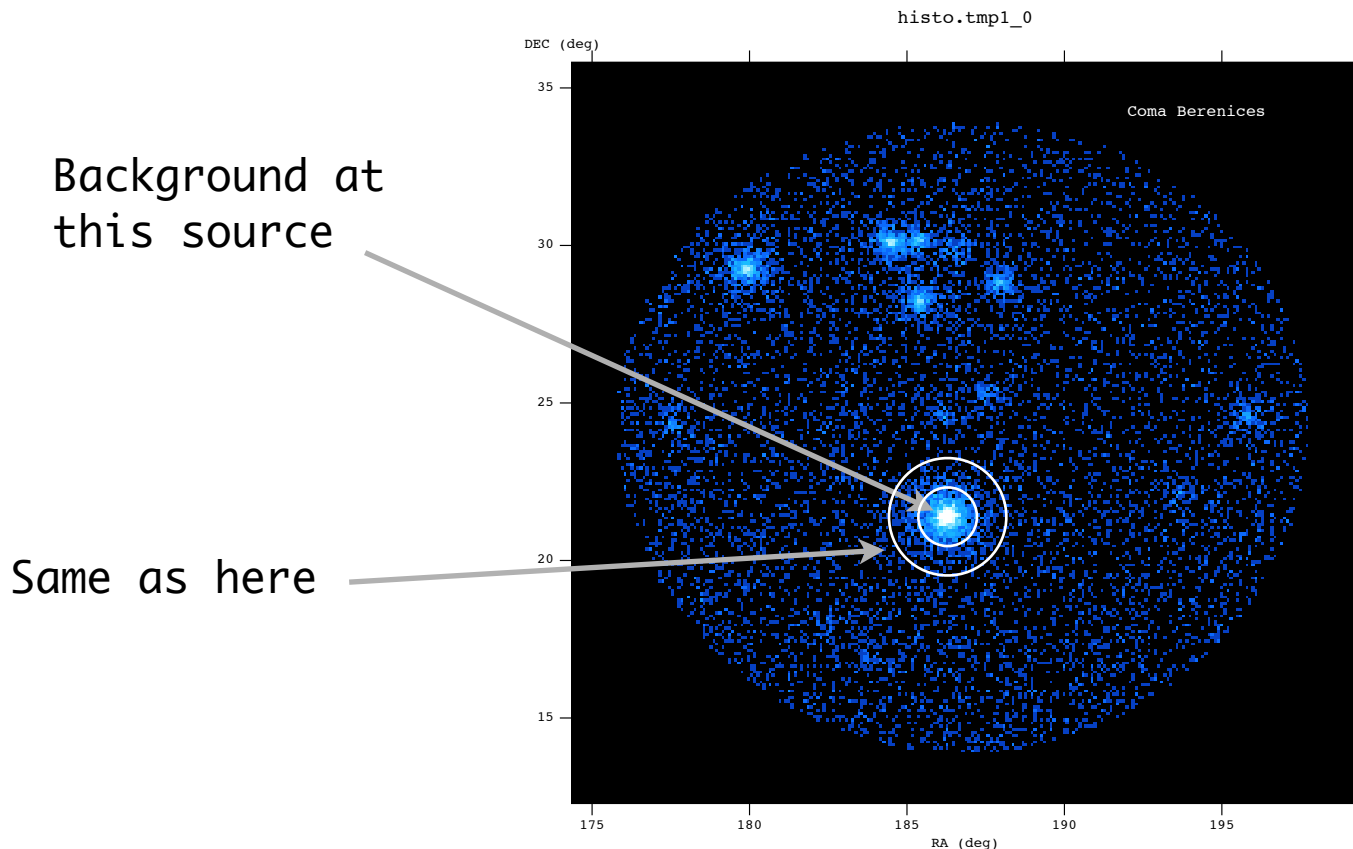 histo.tmp1_0
DEC (deg)
35
Coma Berenices
Background at
this source
30
25
20
Same as here
15
175 180 185 190 195
RA (deg)